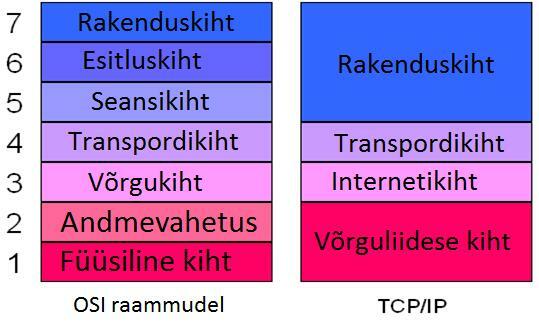 7 Rakenduskiht
6 Esitluskiht
5 Seansikiht
4 Transpordikiht
3 Võrgukiht
2 Andmevahetus
1 Füüsiline kiht
OSI raammudel
Rakenduskiht
Transpordikiht
Internetikiht
Võrguliidese kiht
TCP/IP